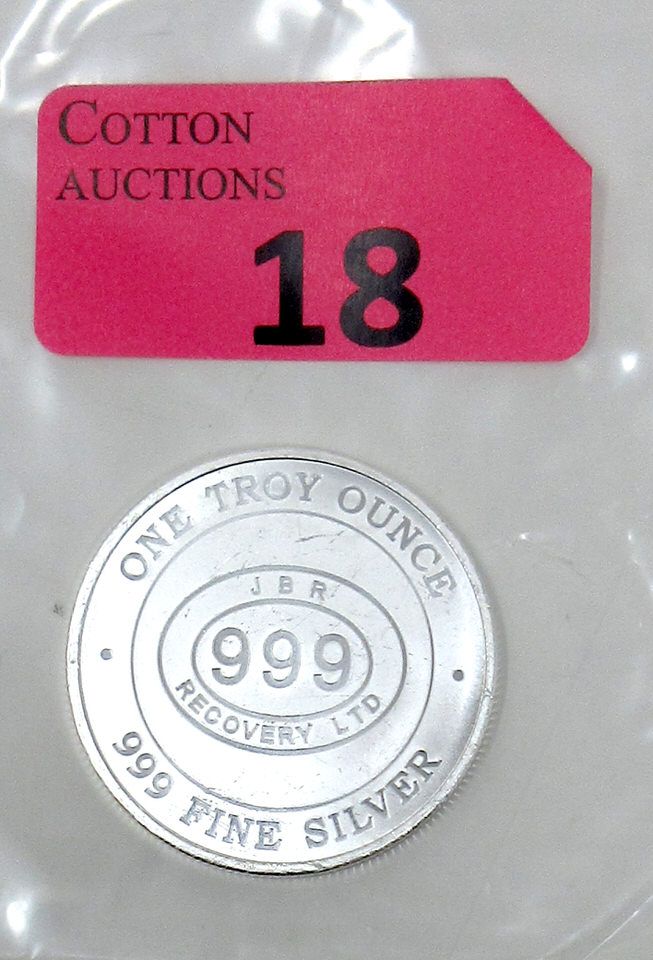 COTTON
AUCTIONS
18
ONE TROY OUNCE
JBR
999
RECOVERY LTD
999 FINE SILVER